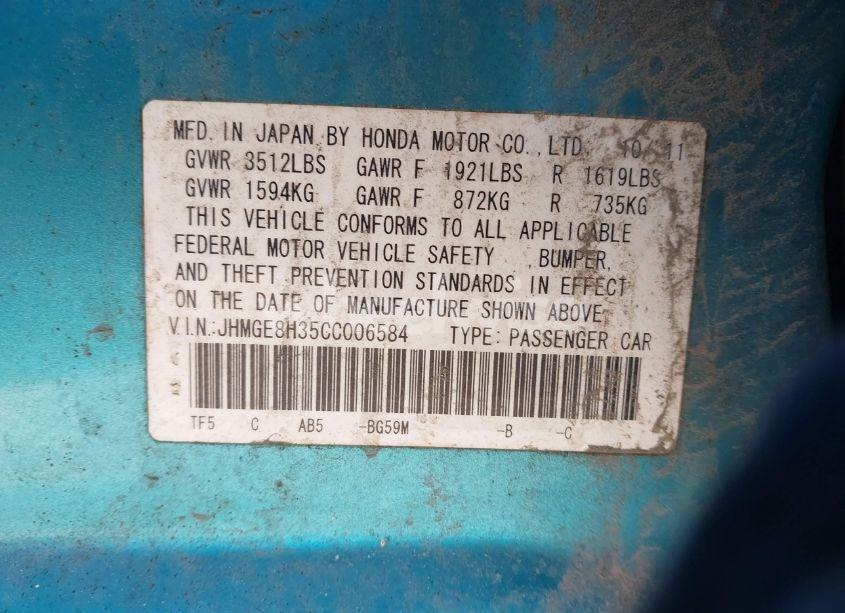 MFD. IN JAPAN BY HONDA MOTOR CO., LTD. 10 11
GVWR 3512LBS GAWR F 1921LBS R 1619LBS
GVWR 1594KG GAWR F 872KG R 735KG
THIS VEHICLE CONFORMS TO ALL APPLICABLE
FEDERAL MOTOR VEHICLE SAFETY , BUMPER,
AND THEFT PREVENTION STANDARDS IN EFFECT
ON THE DATE OF MANUFACTURE SHOWN ABOVE.
V.I.N.:JHMGE8H35CC006584 TYPE: PASSENGER CAR
TF5 C AB5 -BG59M -B -C